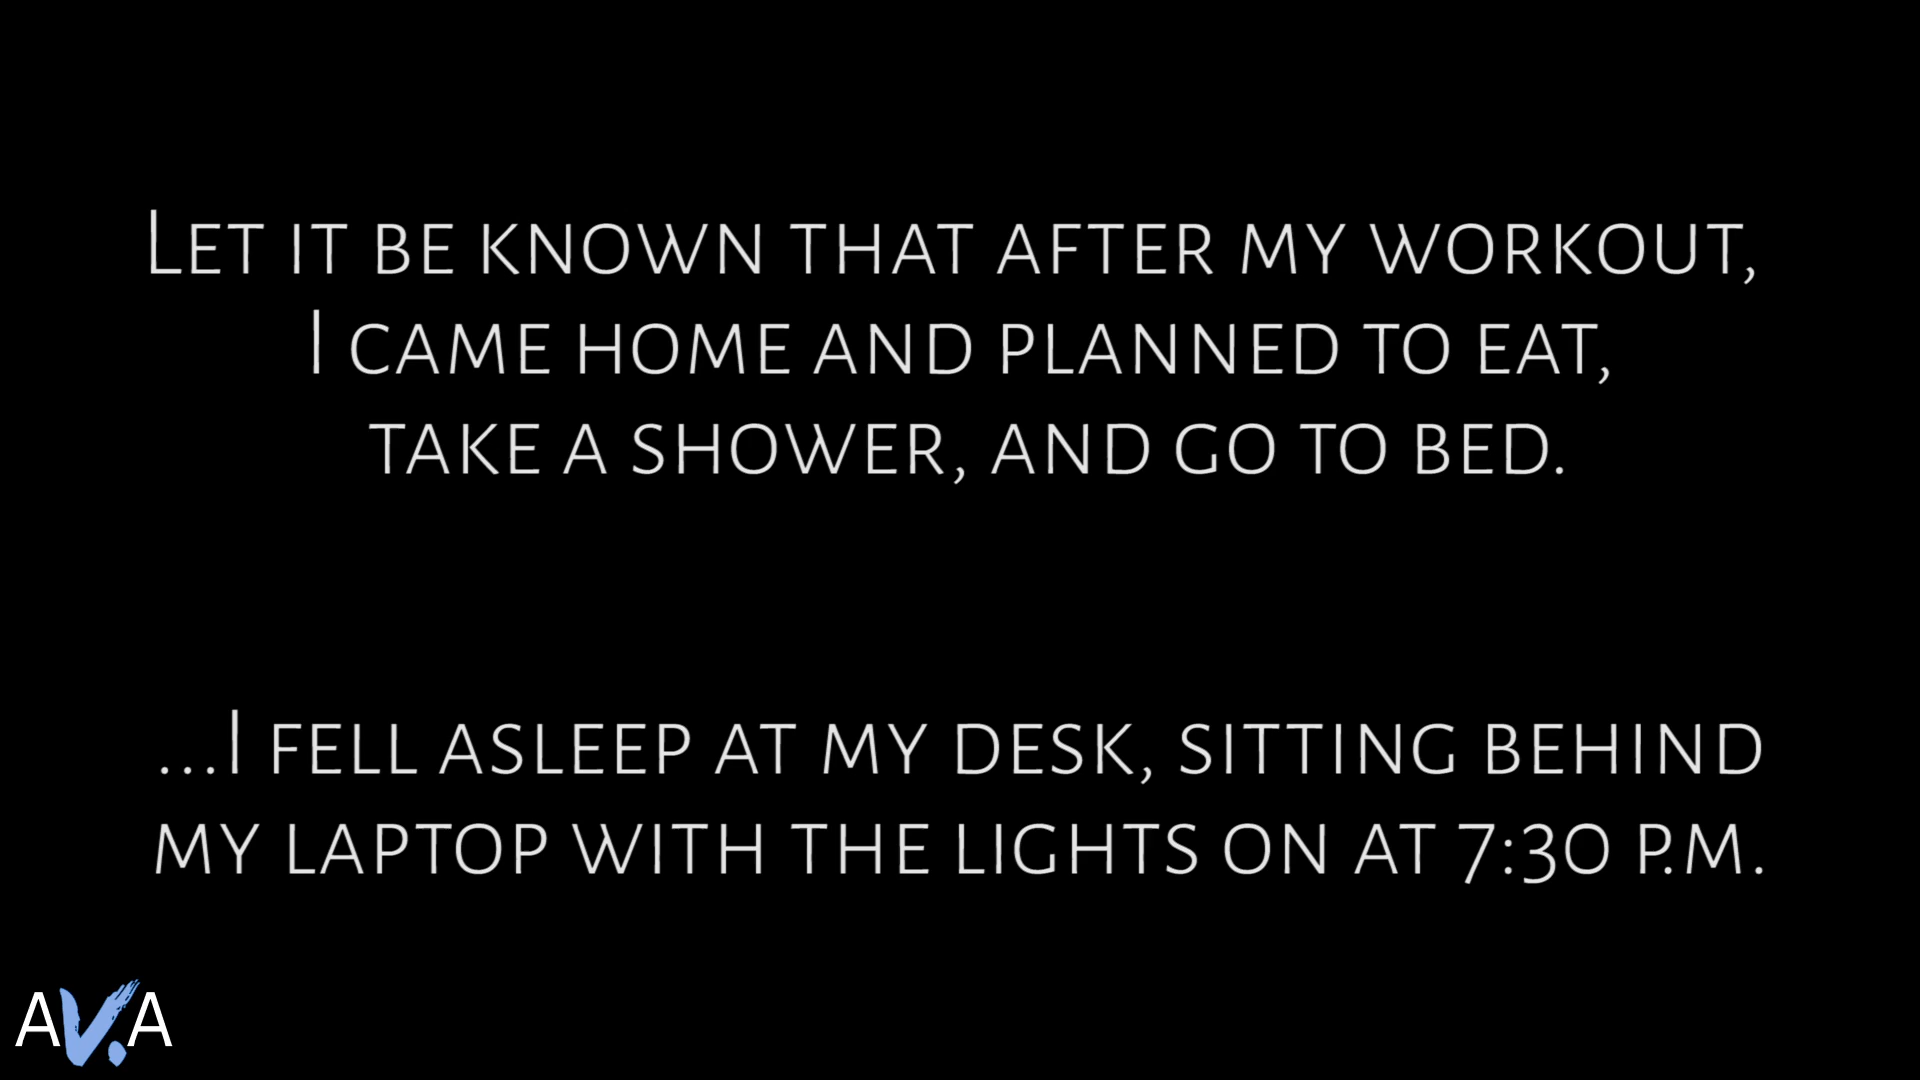 Let it be known that after my workout,
I came home and planned to eat,
take a shower, and go to bed.
...I fell asleep at my desk, sitting behind
my laptop with the lights on at 7:30 p.m.
AV.A